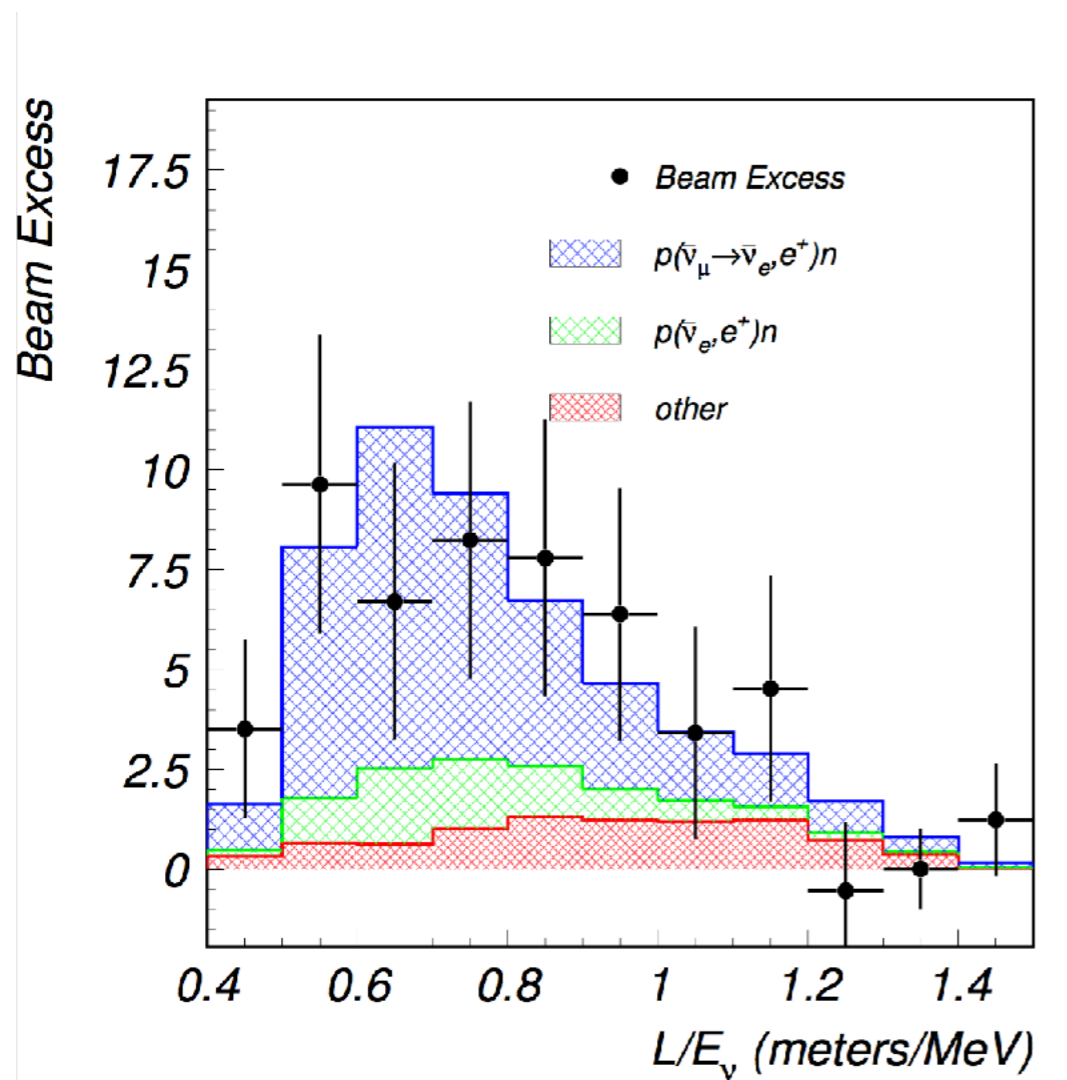 Beam Excess
17.5
15
12.5
10
7.5
5
2.5
0
Beam Excess
p(ν̄μ→ν̄e,e⁺)n
p(ν̄e,e⁺)n
other
0.4 0.6 0.8 1 1.2 1.4
L/Eν (meters/MeV)